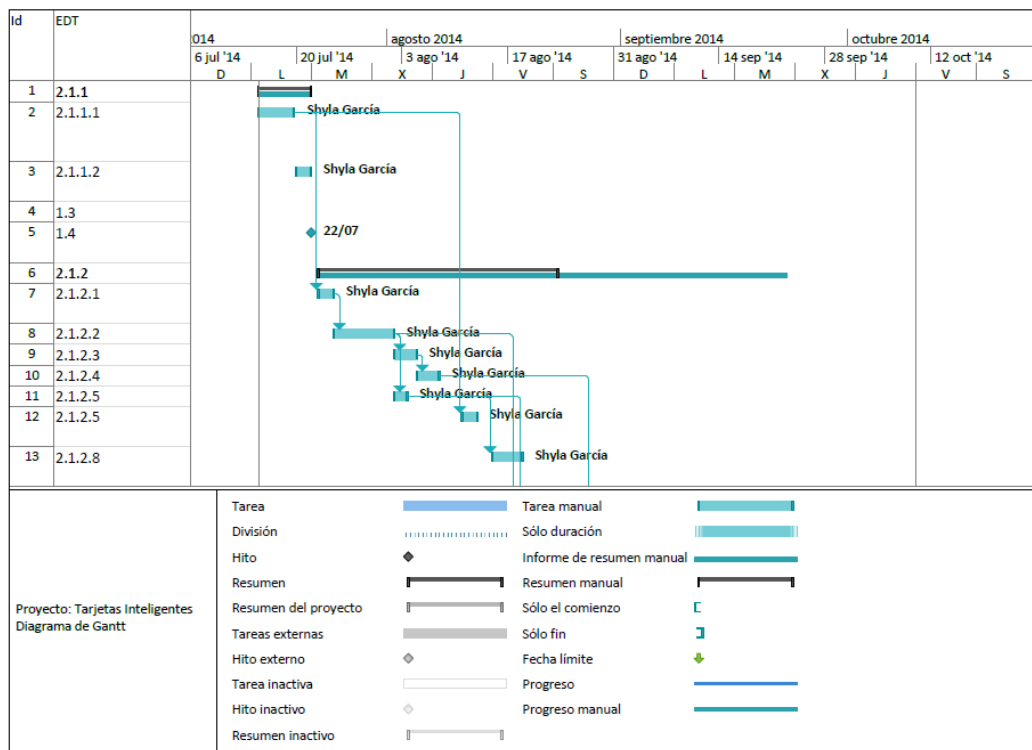 Id EDT
2014 agosto 2014 septiembre 2014 octubre 2014
6 jul '14 20 jul '14 3 ago '14 17 ago '14 31 ago '14 14 sep '14 28 sep '14 12 oct '14
D L M X J V S D L M X J V S
1 2.1.1
2 2.1.1.1 Shyla García
3 2.1.1.2 Shyla García
4 1.3
5 1.4 22/07
6 2.1.2
7 2.1.2.1 Shyla García
8 2.1.2.2 Shyla García
9 2.1.2.3 Shyla García
10 2.1.2.4 Shyla García
11 2.1.2.5 Shyla García
12 2.1.2.5 Shyla García
13 2.1.2.8 Shyla García
Proyecto: Tarjetas Inteligentes
Diagrama de Gantt
Tarea
División
Hito
Resumen
Resumen del proyecto
Tareas externas
Hito externo
Tarea inactiva
Hito inactivo
Resumen inactivo
Tarea manual
Sólo duración
Informe de resumen manual
Resumen manual
Sólo el comienzo
Sólo fin
Fecha límite
Progreso
Progreso manual